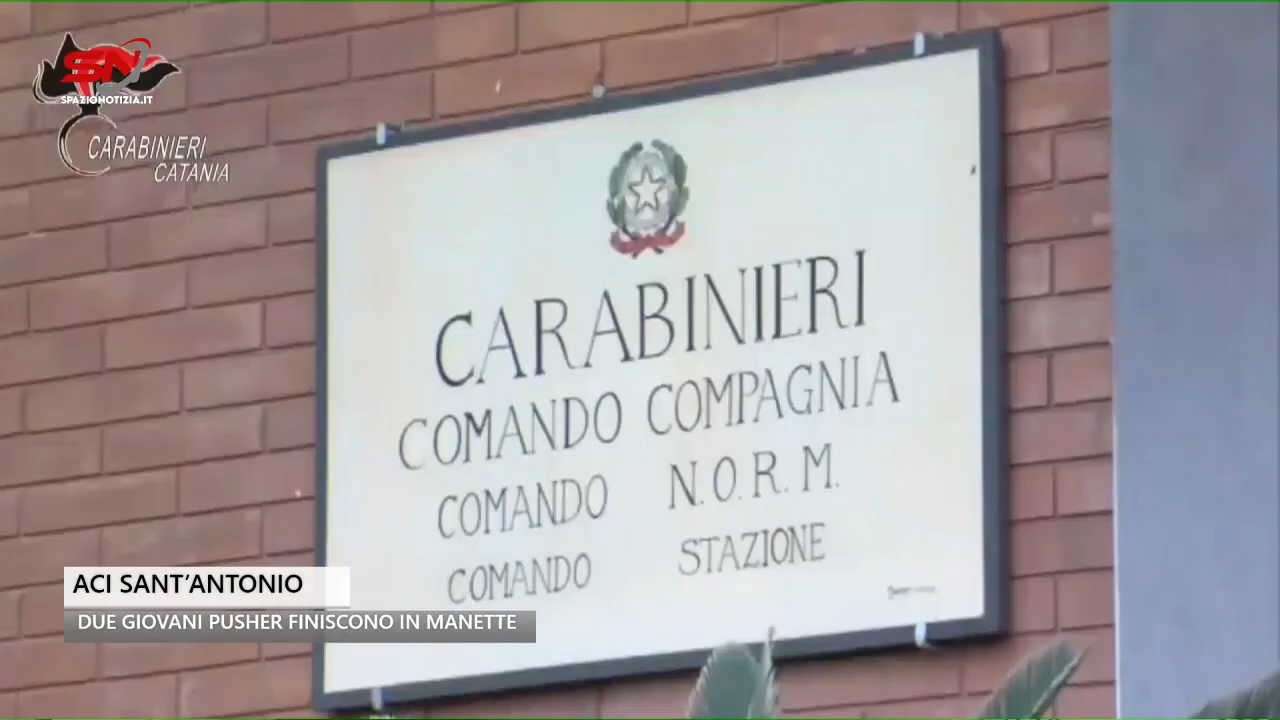 SN
SPAZIONOTIZIA.IT
CARABINIERI
CATANIA
CARABINIERI
COMANDO COMPAGNIA
COMANDO N.O.R.M.
COMANDO STAZIONE
ACI SANT'ANTONIO
DUE GIOVANI PUSHER FINISCONO IN MANETTE